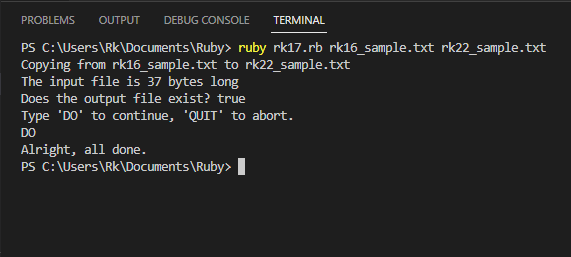 PROBLEMS OUTPUT DEBUG CONSOLE TERMINAL
PS C:\Users\Rk\Documents\Ruby> ruby rk17.rb rk16_sample.txt rk22_sample.txt
Copying from rk16_sample.txt to rk22_sample.txt
The input file is 37 bytes long
Does the output file exist? true
Type 'DO' to continue, 'QUIT' to abort.
DO
Alright, all done.
PS C:\Users\Rk\Documents\Ruby>